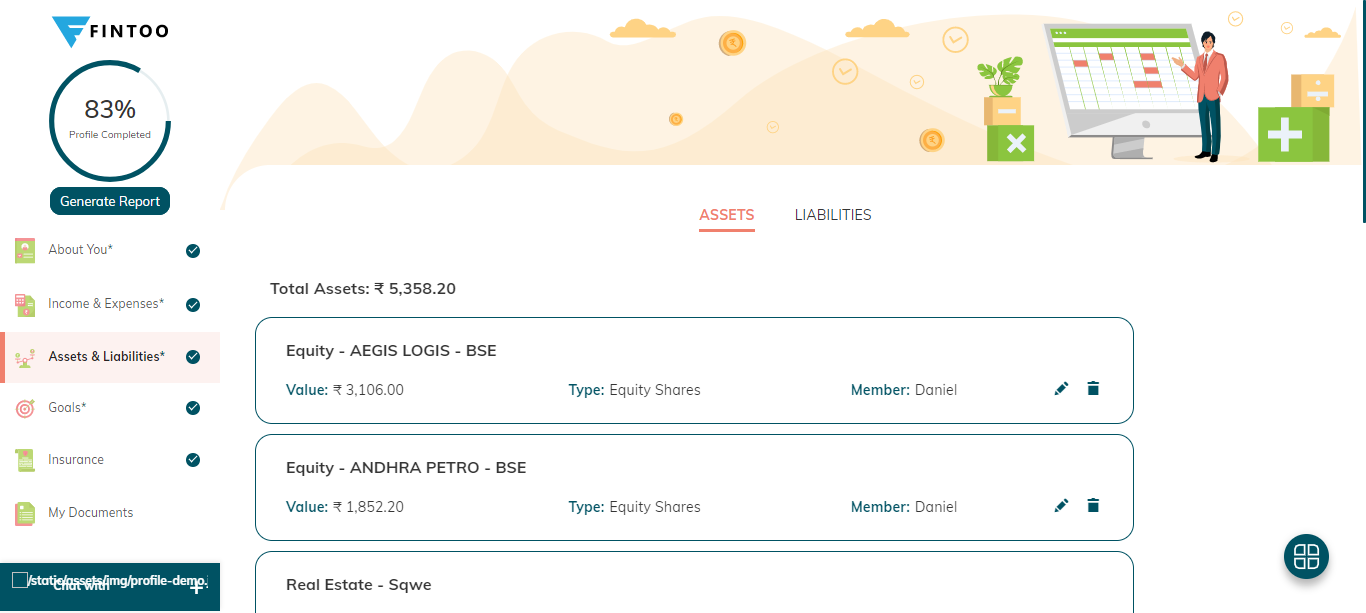 FINTOO
83%
Profile Completed
Generate Report
About You*
Income & Expenses*
Assets & Liabilities*
Goals*
Insurance
My Documents
/static/assets/img/profile-demo.
Chat with
+
ASSETS LIABILITIES
Total Assets: ₹ 5,358.20
Equity - AEGIS LOGIS - BSE
Value: ₹ 3,106.00 Type: Equity Shares Member: Daniel
Equity - ANDHRA PETRO - BSE
Value: ₹ 1,852.20 Type: Equity Shares Member: Daniel
Real Estate - Sqwe